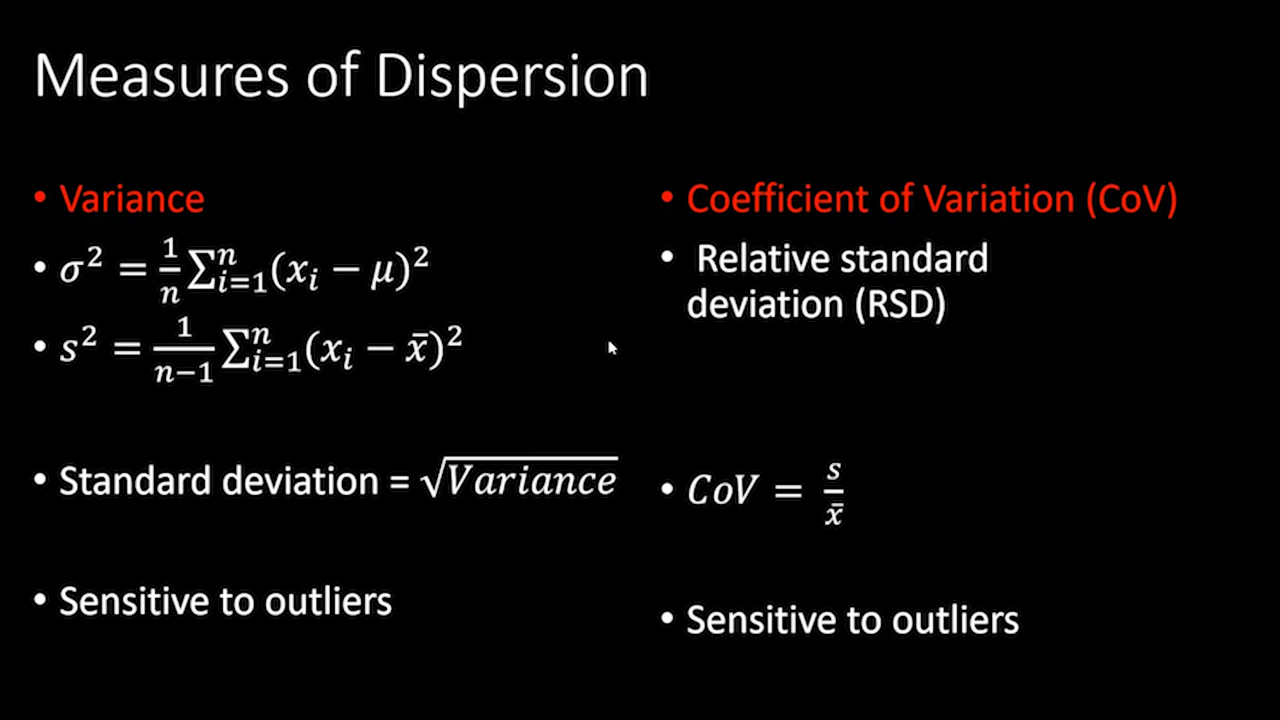 Measures of Dispersion
• Variance
• σ² = 1/n ∑ⁿᵢ₌₁(xᵢ − μ)²
• s² = 1/(n−1) ∑ⁿᵢ₌₁(xᵢ − x̄)²
• Standard deviation = √Variance
• Sensitive to outliers
• Coefficient of Variation (CoV)
• Relative standard
deviation (RSD)
• CoV = s/x̄
• Sensitive to outliers